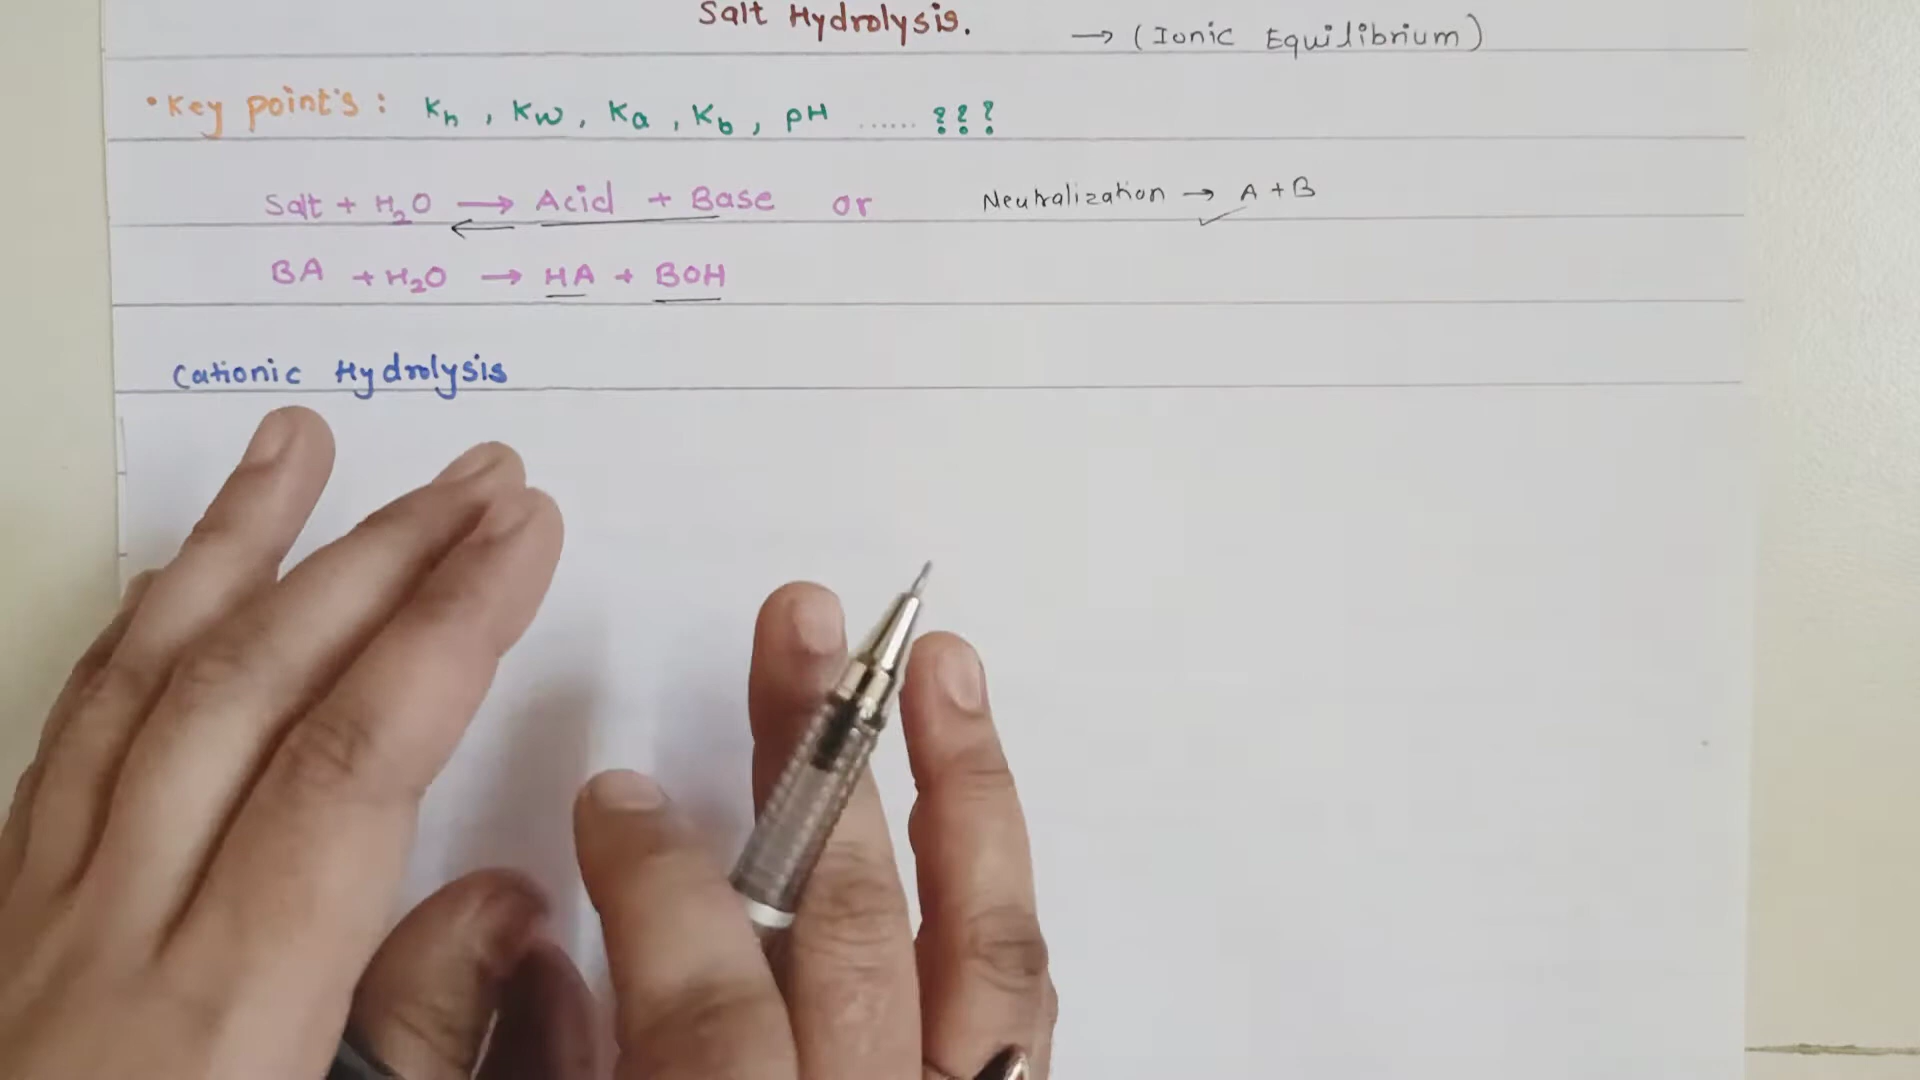 Salt Hydrolysis. → (Ionic Equilibrium)
• Key point's : Kh , Kw , Ka , Kb , pH ...... ???
Salt + H₂O ⟶ Acid + Base or Neutralization → A + B
BA + H₂O → HA + BOH
Cationic Hydrolysis